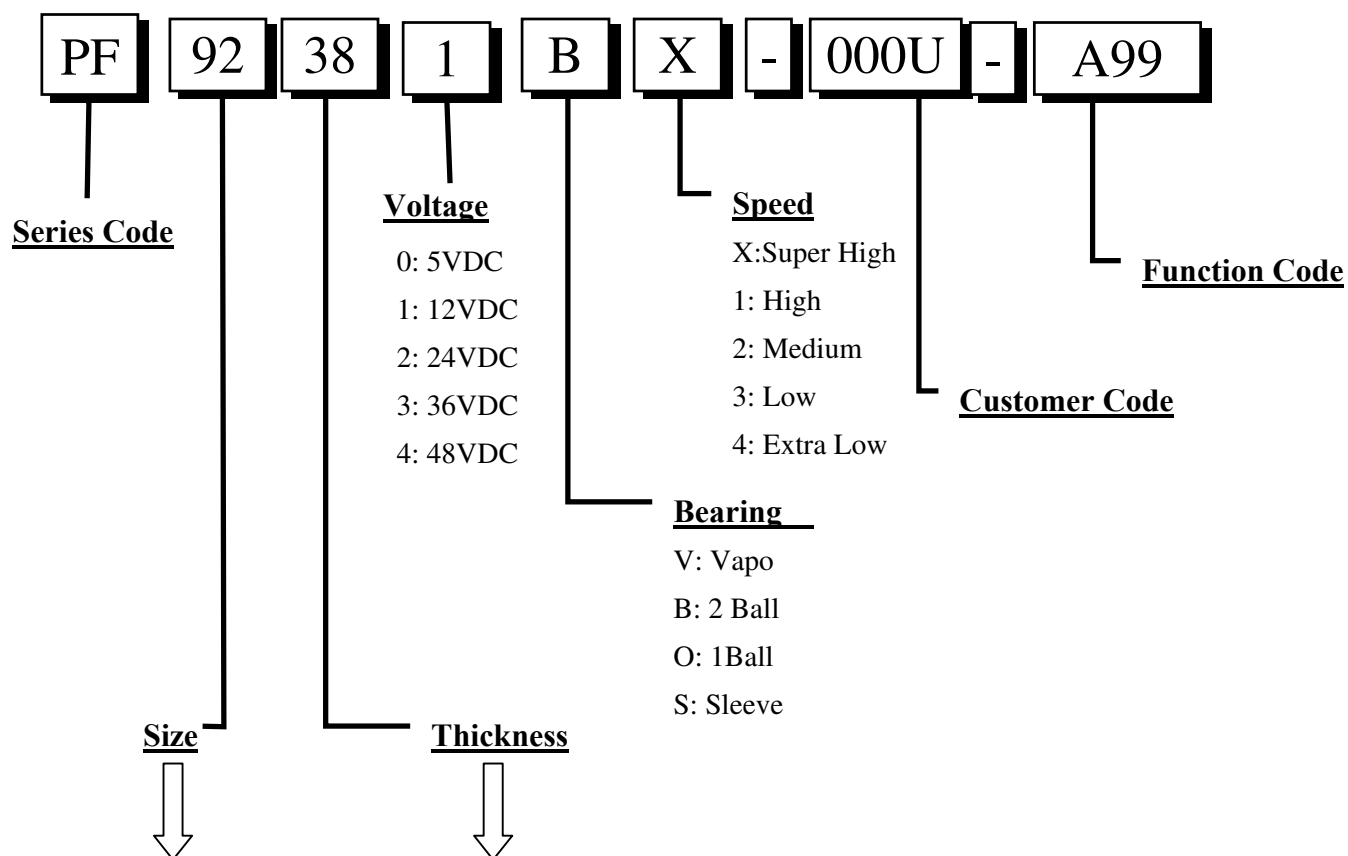 PF 92 38 1 B X - 000U - A99
Series Code
Voltage
0: 5VDC
1: 12VDC
2: 24VDC
3: 36VDC
4: 48VDC
Speed
X:Super High
1: High
2: Medium
3: Low
4: Extra Low
Function Code
Customer Code
Bearing
V: Vapo
B: 2 Ball
O: 1Ball
S: Sleeve
Size
Thickness